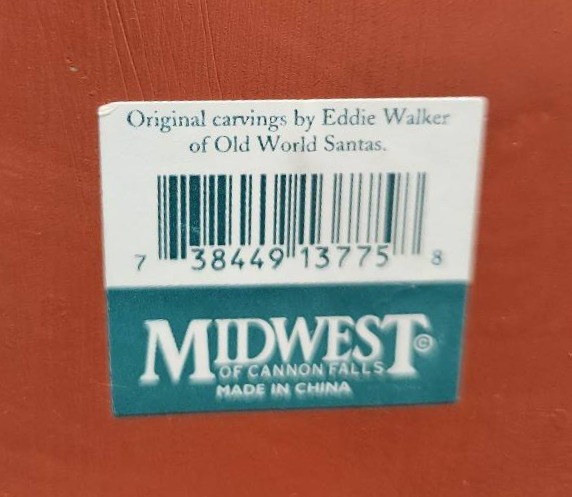 Original carvings by Eddie Walker
of Old World Santas.
7 38449 13775 8
MIDWEST©
OF CANNON FALLS
MADE IN CHINA